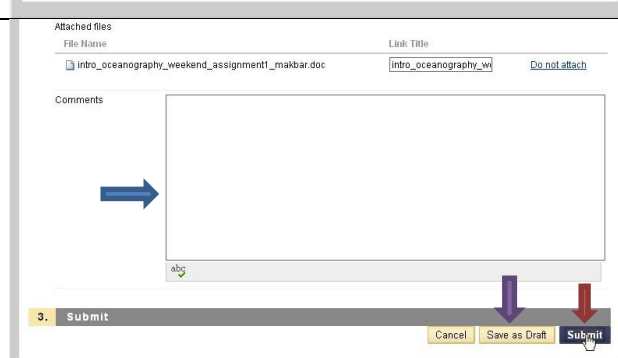 Attached files
File Name Link Title
intro_oceanography_weekend_assignment1_makbar.doc intro_oceanography_w Do not attach
Comments
abc
3. Submit
Cancel Save as Draft Submit